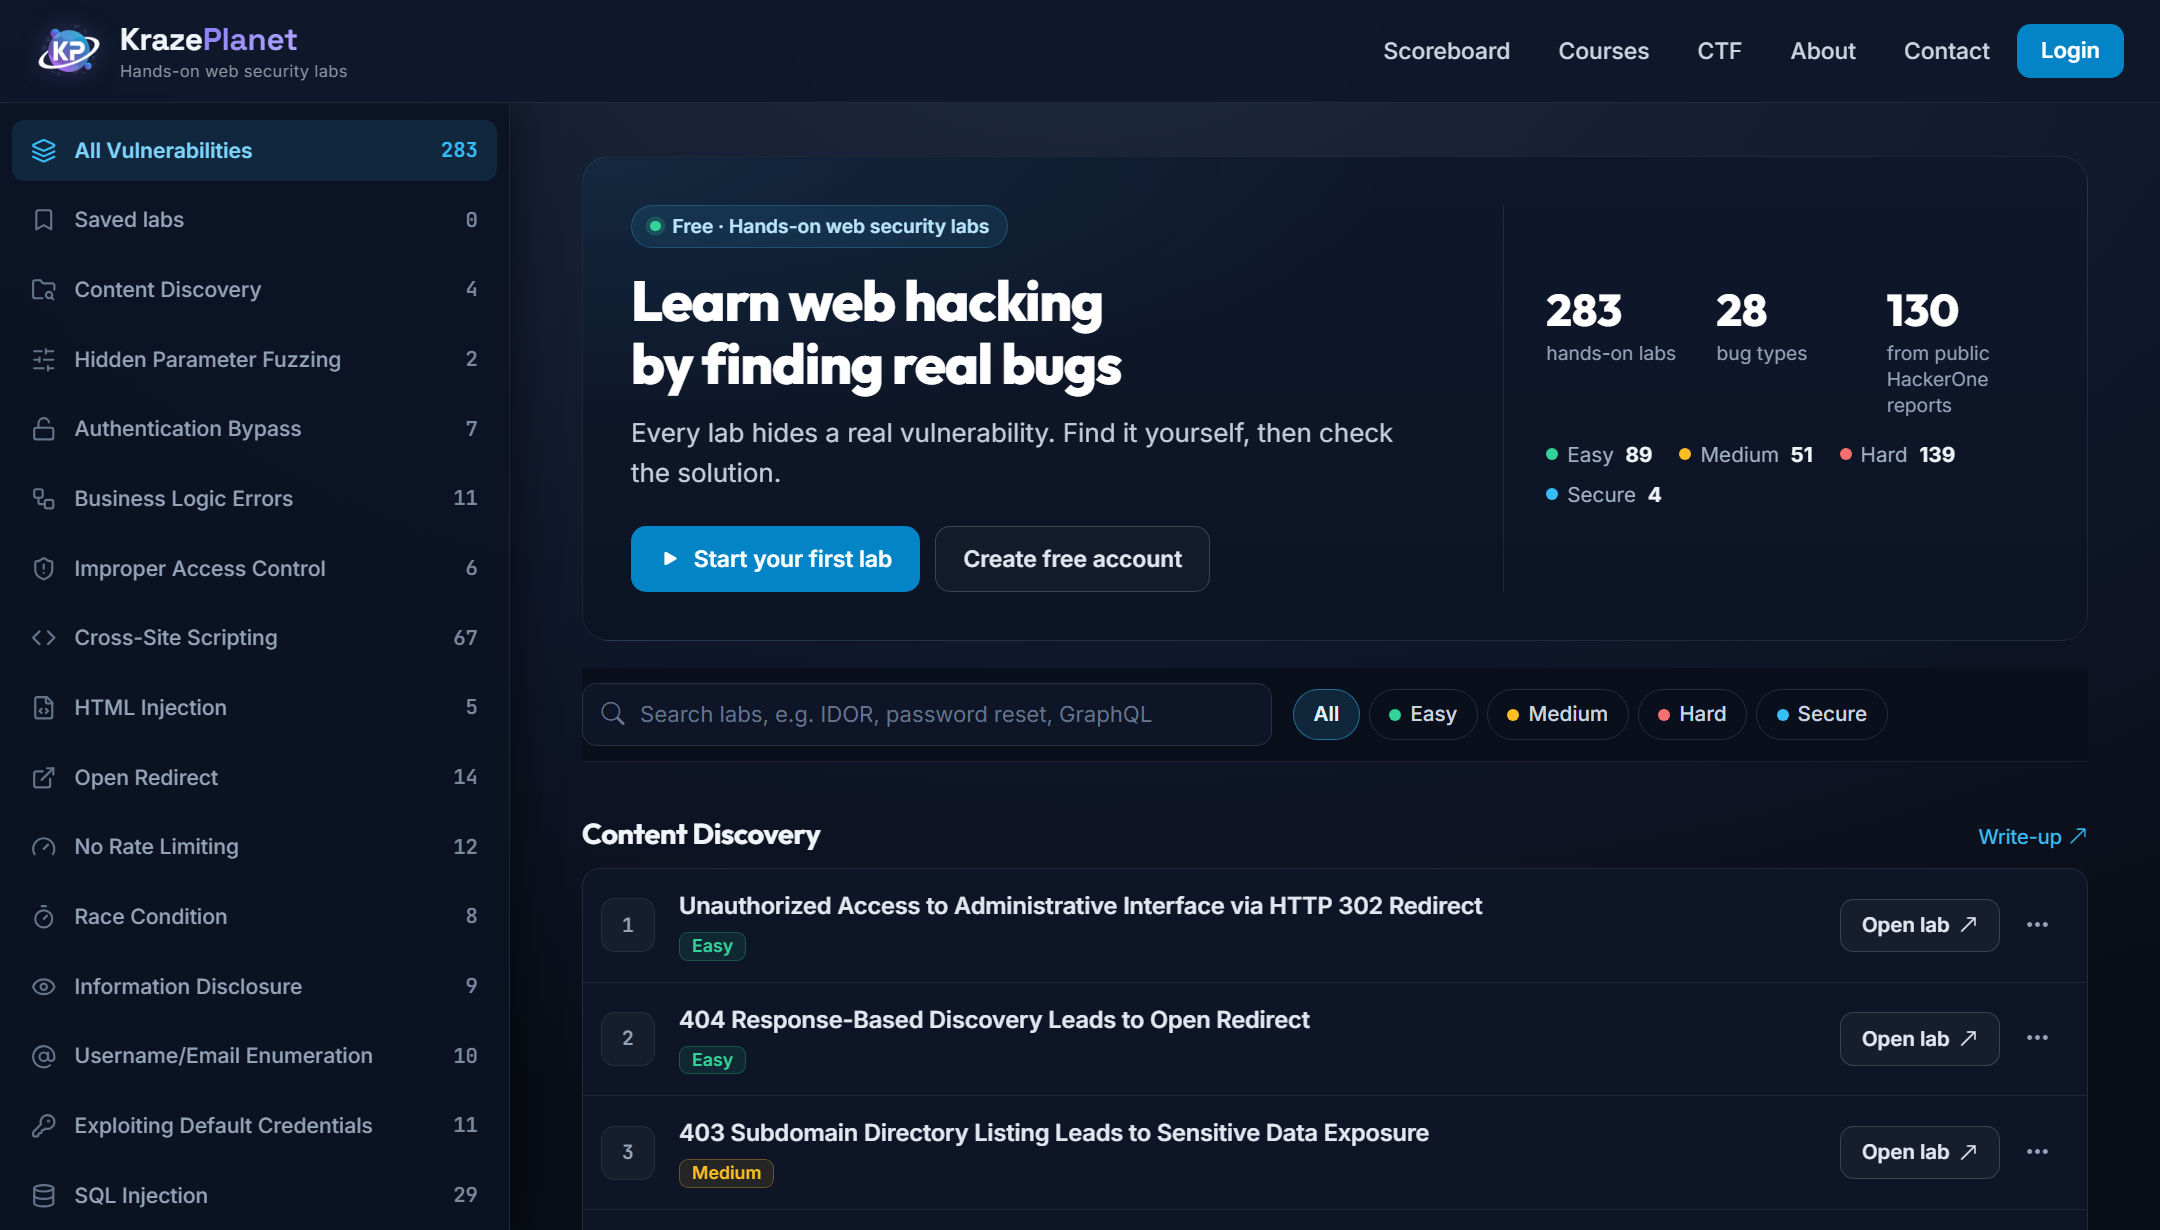 KP
KrazePlanet
Hands-on web security labs
Scoreboard
Courses
CTF
About
Contact
Login
All Vulnerabilities 283
Saved labs 0
Content Discovery 4
Hidden Parameter Fuzzing 2
Authentication Bypass 7
Business Logic Errors 11
Improper Access Control 6
Cross-Site Scripting 67
HTML Injection 5
Open Redirect 14
No Rate Limiting 12
Race Condition 8
Information Disclosure 9
Username/Email Enumeration 10
Exploiting Default Credentials 11
SQL Injection 29
Free · Hands-on web security labs
Learn web hacking
by finding real bugs
Every lab hides a real vulnerability. Find it yourself, then check
the solution.
Start your first lab
Create free account
283
hands-on labs
28
bug types
130
from public
HackerOne
reports
Easy 89
Medium 51
Hard 139
Secure 4
Search labs, e.g. IDOR, password reset, GraphQL
All
Easy
Medium
Hard
Secure
Content Discovery
Write-up
1
Unauthorized Access to Administrative Interface via HTTP 302 Redirect
Easy
Open lab
2
404 Response-Based Discovery Leads to Open Redirect
Easy
Open lab
3
403 Subdomain Directory Listing Leads to Sensitive Data Exposure
Medium
Open lab